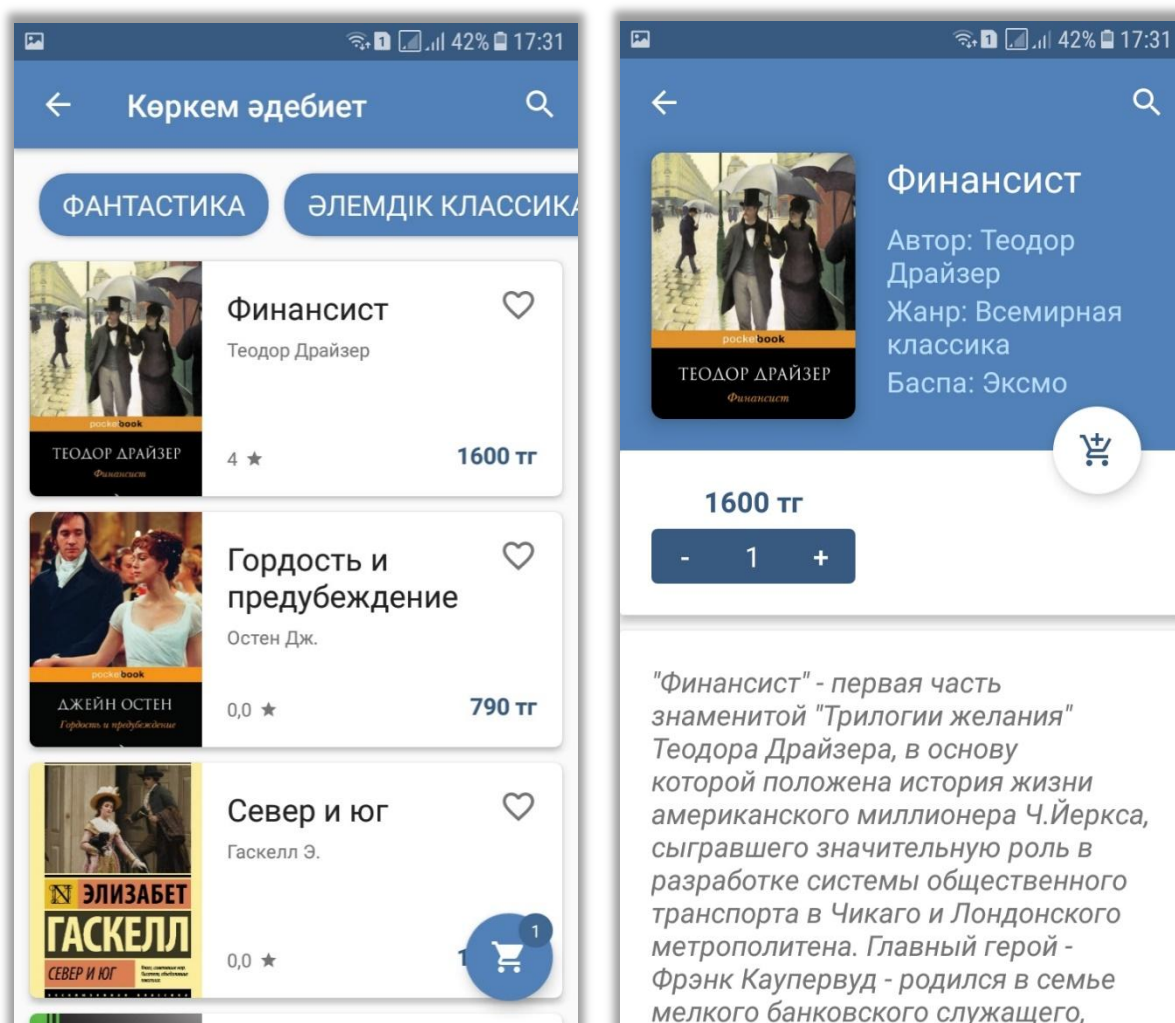 42% 17:31
Көркем әдебиет
ФАНТАСТИКА
ӘЛЕМДІК КЛАССИКА
pocketbook
ТЕОДОР ДРАЙЗЕР
Финансист
Финансист
Теодор Драйзер
4 ★
1600 тг
pocketbook
ДЖЕЙН ОСТЕН
Гордость и предубеждение
Гордость и
предубеждение
Остен Дж.
0,0 ★
790 тг
ЭЛИЗАБЕТ
ГАСКЕЛЛ
СЕВЕР И ЮГ
Север и юг
Гаскелл Э.
0,0 ★
1
1
42% 17:31
pocketbook
ТЕОДОР ДРАЙЗЕР
Финансист
Финансист
Автор: Теодор
Драйзер
Жанр: Всемирная
классика
Баспа: Эксмо
1600 тг
- 1 +
"Финансист" - первая часть
знаменитой "Трилогии желания"
Теодора Драйзера, в основу
которой положена история жизни
американского миллионера Ч.Йеркса,
сыгравшего значительную роль в
разработке системы общественного
транспорта в Чикаго и Лондонского
метрополитена. Главный герой -
Фрэнк Каупервуд - родился в семье
мелкого банковского служащего,